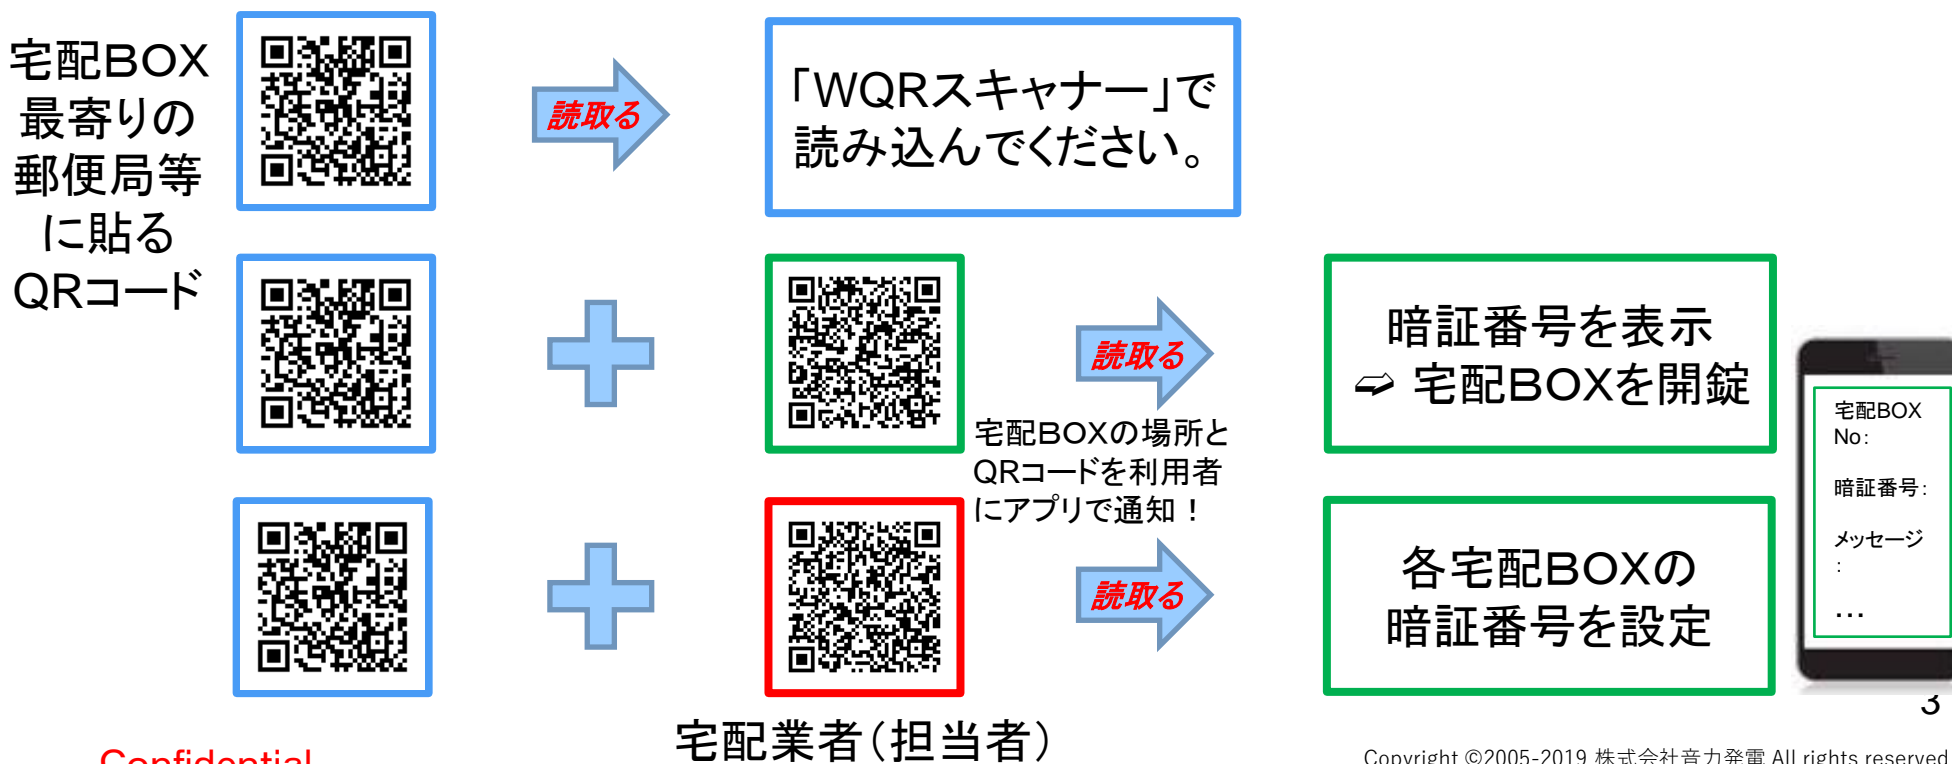 宅配BOX
最寄りの
郵便局等
に貼る
QRコード
読取る
「WQRスキャナー」で
読み込んでください。
読取る
宅配BOXの場所と
QRコードを利用者
にアプリで通知！
暗証番号を表示
➫ 宅配BOXを開錠
読取る
各宅配BOXの
暗証番号を設定
宅配BOX
No：
暗証番号：
メッセージ
：
…
宅配業者（担当者）
3
Confidential
Copyright ©2005-2019 株式会社音力発電 All rights reserved